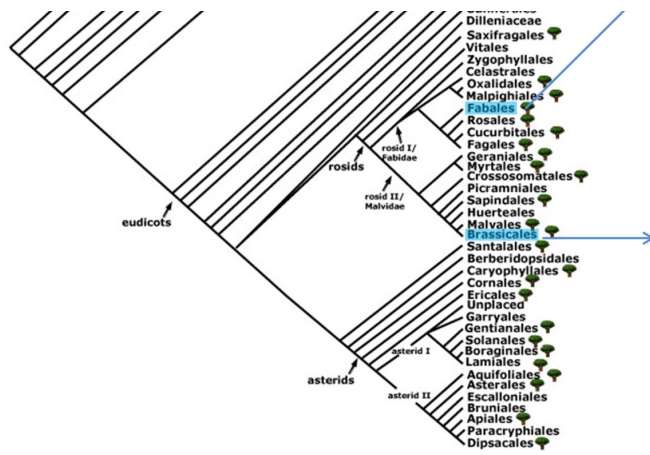 Dilleniaceae
Saxifragales
Vitales
Zygophyllales
Celastrales
Oxalidales
Malpighiales
Fabales
Rosales
Cucurbitales
Fagales
Geraniales
Myrtales
Crossosomatales
Picramniales
Sapindales
Huerteales
Malvales
Brassicales
Santalales
Berberidopsidales
Caryophyllales
Cornales
Ericales
Unplaced
Garryales
Gentianales
Solanales
Boraginales
Lamiales
Aquifoliales
Asterales
Escalloniales
Bruniales
Apiales
Paracryphiales
Dipsacales
rosid I/
Fabidae
rosids
rosid II/
Malvidae
eudicots
asterid I
asterids
asterid II